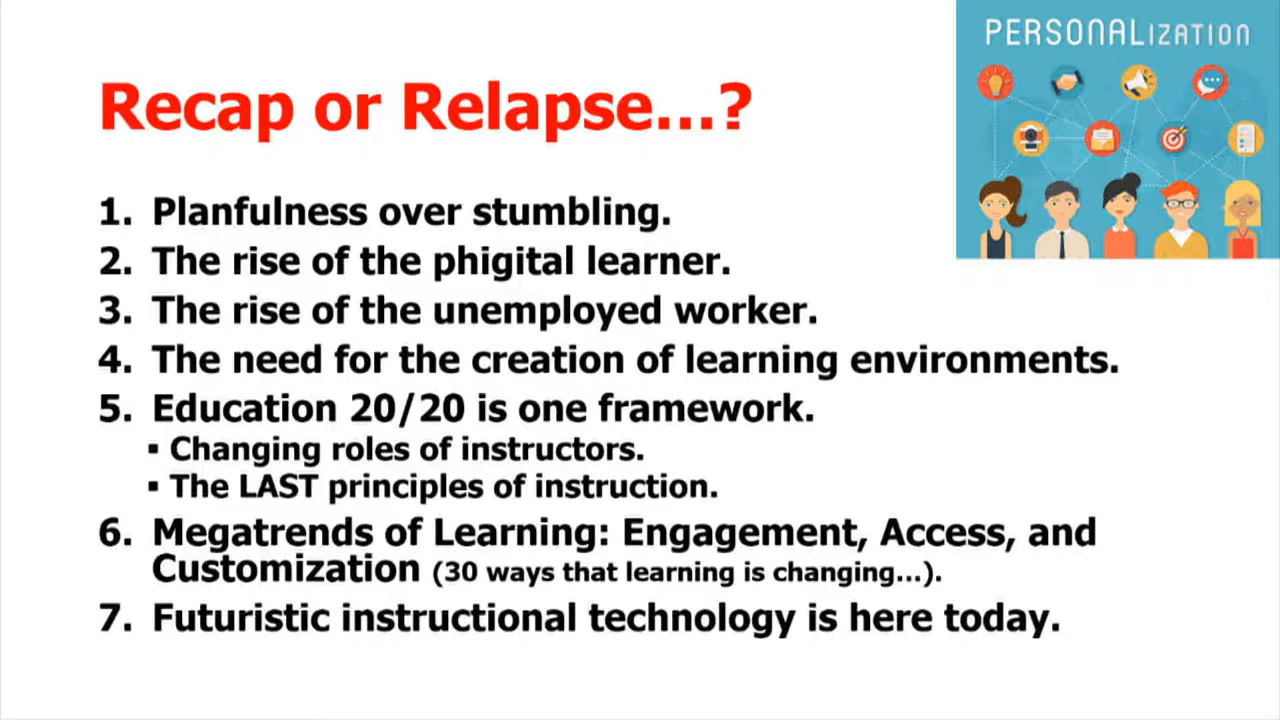 PERSONALIZATION
Recap or Relapse...?
1. Planfulness over stumbling.
2. The rise of the phigital learner.
3. The rise of the unemployed worker.
4. The need for the creation of learning environments.
5. Education 20/20 is one framework.
▪ Changing roles of instructors.
▪ The LAST principles of instruction.
6. Megatrends of Learning: Engagement, Access, and
Customization (30 ways that learning is changing...).
7. Futuristic instructional technology is here today.